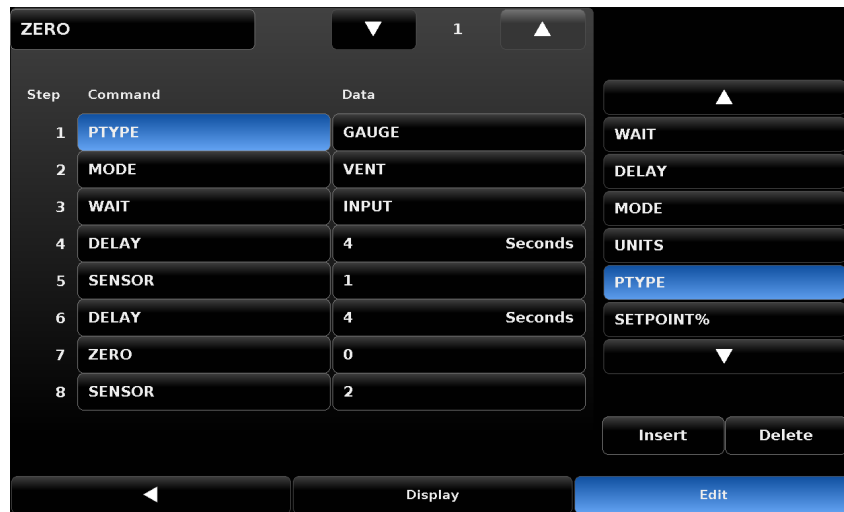 ZERO ▼ 1 ▲
Step Command Data
1 PTYPE GAUGE
2 MODE VENT
3 WAIT INPUT
4 DELAY 4 Seconds
5 SENSOR 1
6 DELAY 4 Seconds
7 ZERO 0
8 SENSOR 2
▲
WAIT
DELAY
MODE
UNITS
PTYPE
SETPOINT%
▼
Insert Delete
◀ Display Edit